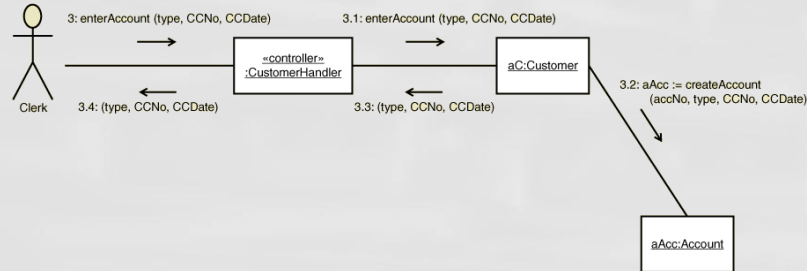 3: enterAccount (type, CCNo, CCDate)
3.1: enterAccount (type, CCNo, CCDate)
«controller»
:CustomerHandler
aC:Customer
3.2: aAcc := createAccount
(accNo, type, CCNo, CCDate)
Clerk
3.4: (type, CCNo, CCDate)
3.3: (type, CCNo, CCDate)
aAcc:Account